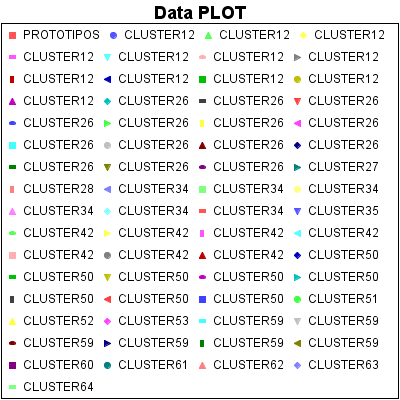 Data PLOT
PROTOTIPOS CLUSTER12 CLUSTER12 CLUSTER12
CLUSTER12 CLUSTER12 CLUSTER12 CLUSTER12
CLUSTER12 CLUSTER12 CLUSTER12 CLUSTER12
CLUSTER12 CLUSTER26 CLUSTER26 CLUSTER26
CLUSTER26 CLUSTER26 CLUSTER26 CLUSTER26
CLUSTER26 CLUSTER26 CLUSTER26 CLUSTER26
CLUSTER26 CLUSTER26 CLUSTER26 CLUSTER27
CLUSTER28 CLUSTER34 CLUSTER34 CLUSTER34
CLUSTER34 CLUSTER34 CLUSTER34 CLUSTER35
CLUSTER42 CLUSTER42 CLUSTER42 CLUSTER42
CLUSTER42 CLUSTER42 CLUSTER42 CLUSTER50
CLUSTER50 CLUSTER50 CLUSTER50 CLUSTER50
CLUSTER50 CLUSTER50 CLUSTER50 CLUSTER51
CLUSTER52 CLUSTER53 CLUSTER59 CLUSTER59
CLUSTER59 CLUSTER59 CLUSTER59 CLUSTER59
CLUSTER60 CLUSTER61 CLUSTER62 CLUSTER63
CLUSTER64